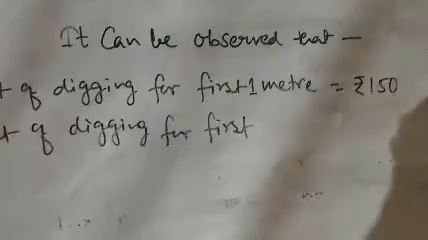 It Can be observed that —
of digging for first 1 metre = ₹150
of digging for first